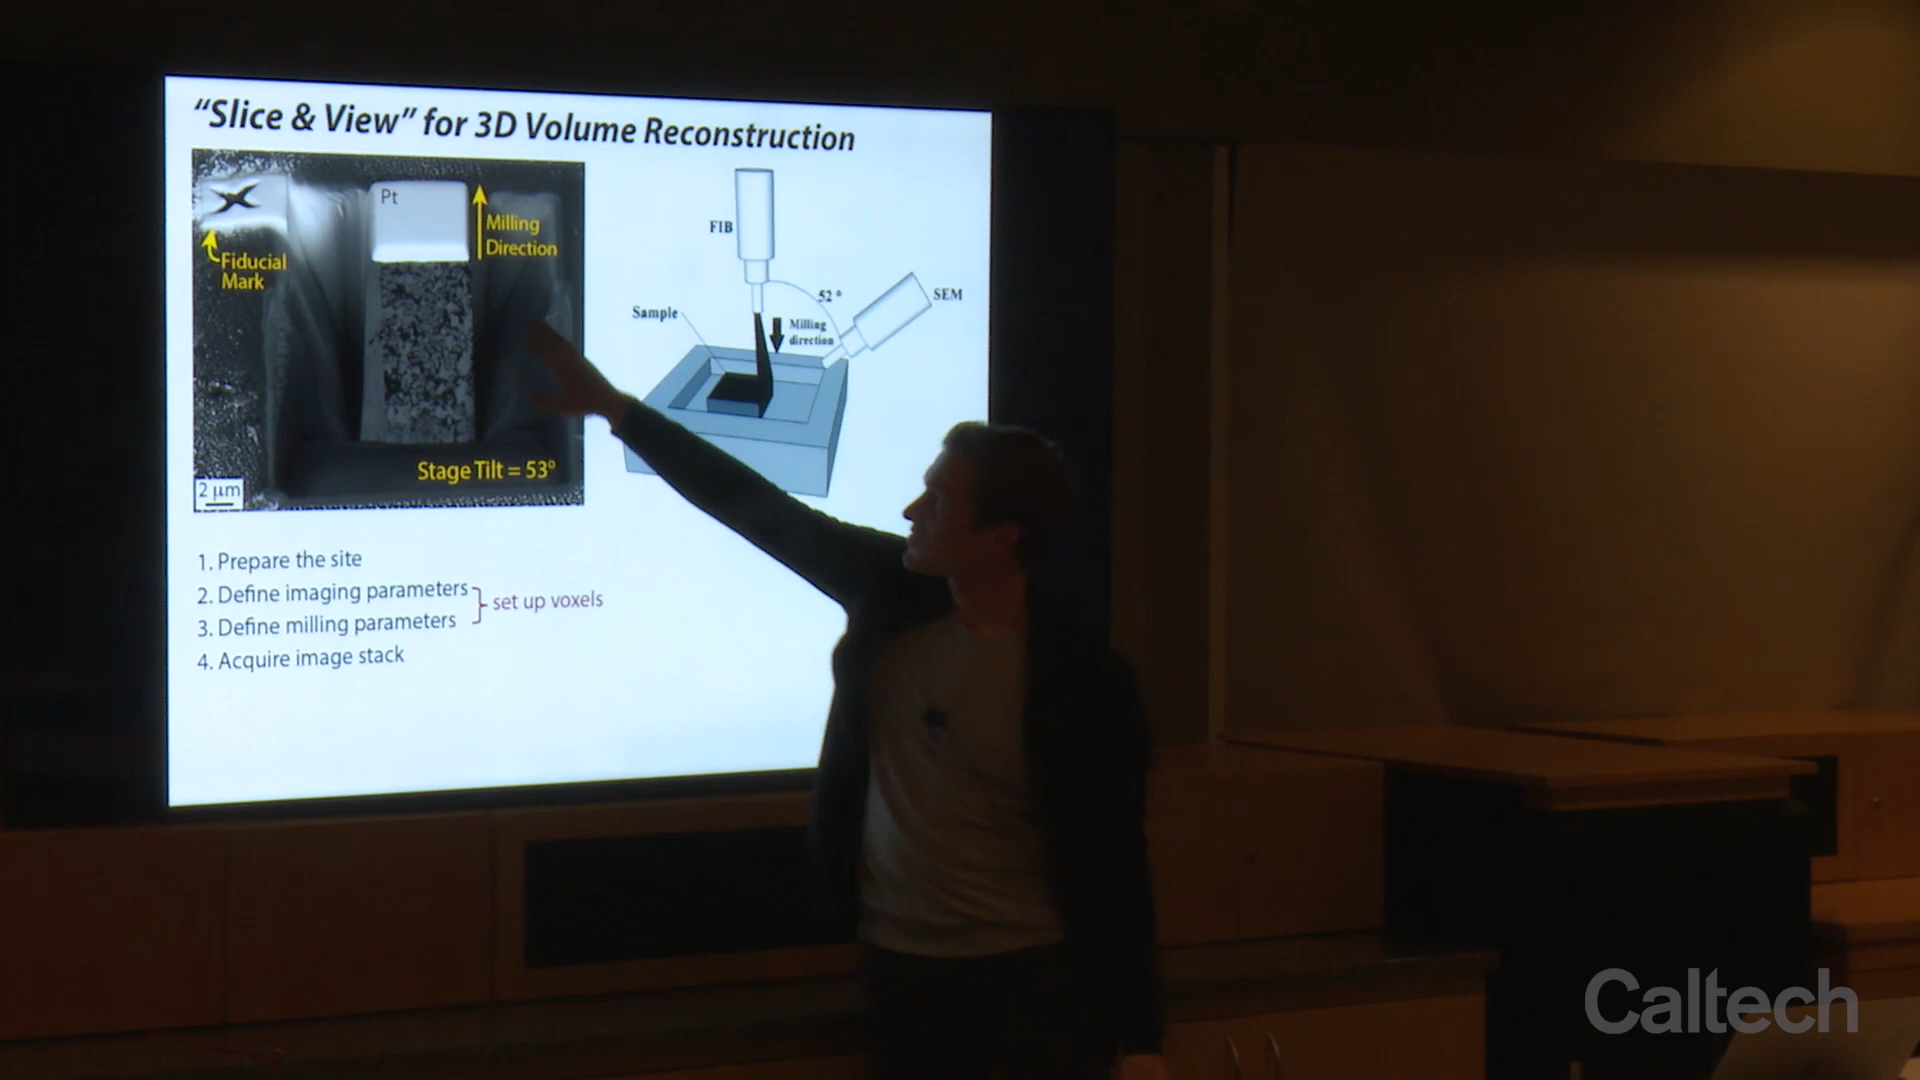 “Slice & View” for 3D Volume Reconstruction
Pt
Milling
Direction
Fiducial
Mark
Stage Tilt = 53°
2 μm
FIB
52 °
SEM
Sample
Milling
direction
1. Prepare the site
2. Define imaging parameters
3. Define milling parameters
set up voxels
4. Acquire image stack
Caltech